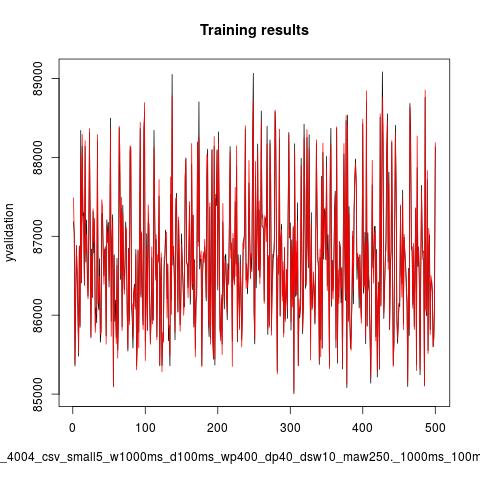 Training results
yvalidation
89000
88000
87000
86000
85000
0 100 200 300 400 500
_4004_csv_small5_w1000ms_d100ms_wp400_dp40_dsw10_maw250._1000ms_100m